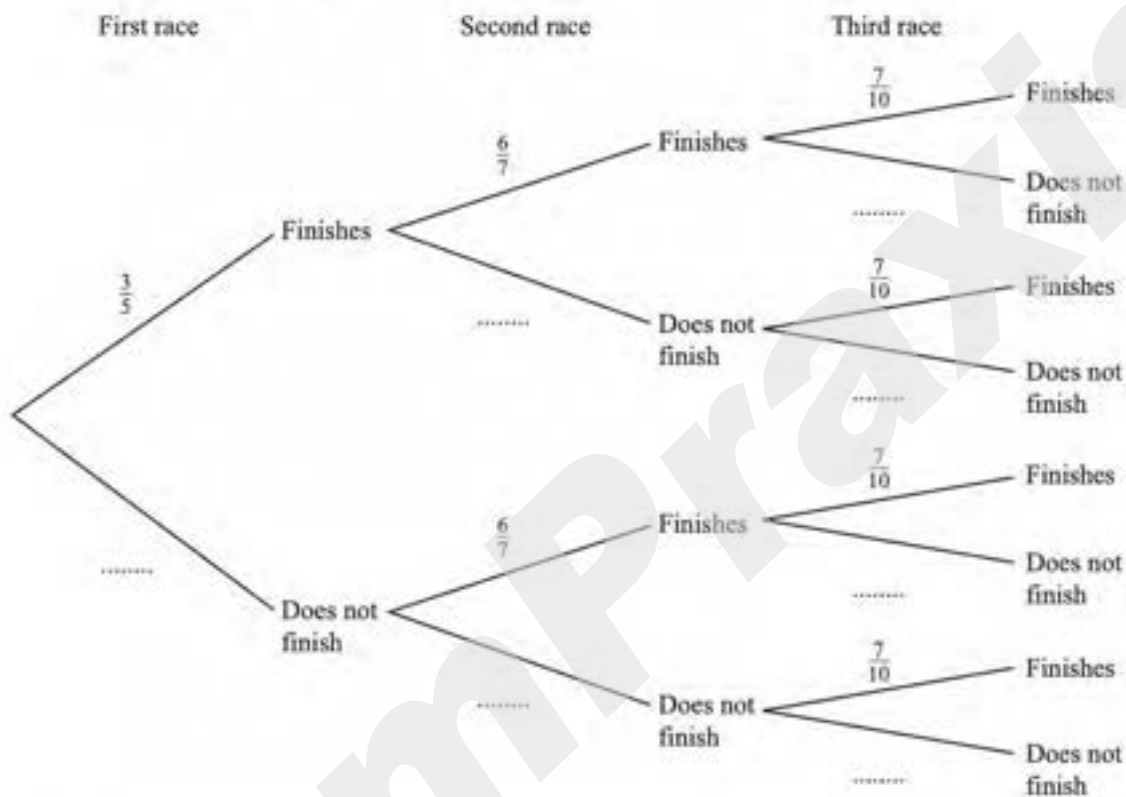 First race
Second race
Third race
3/5
.........
Finishes
Does not
finish
6/7
.........
6/7
.........
Finishes
Does not
finish
Finishes
Does not
finish
7/10
.........
7/10
.........
7/10
.........
7/10
.........
Finishes
Does not
finish
Finishes
Does not
finish
Finishes
Does not
finish
Finishes
Does not
finish
mPraxis